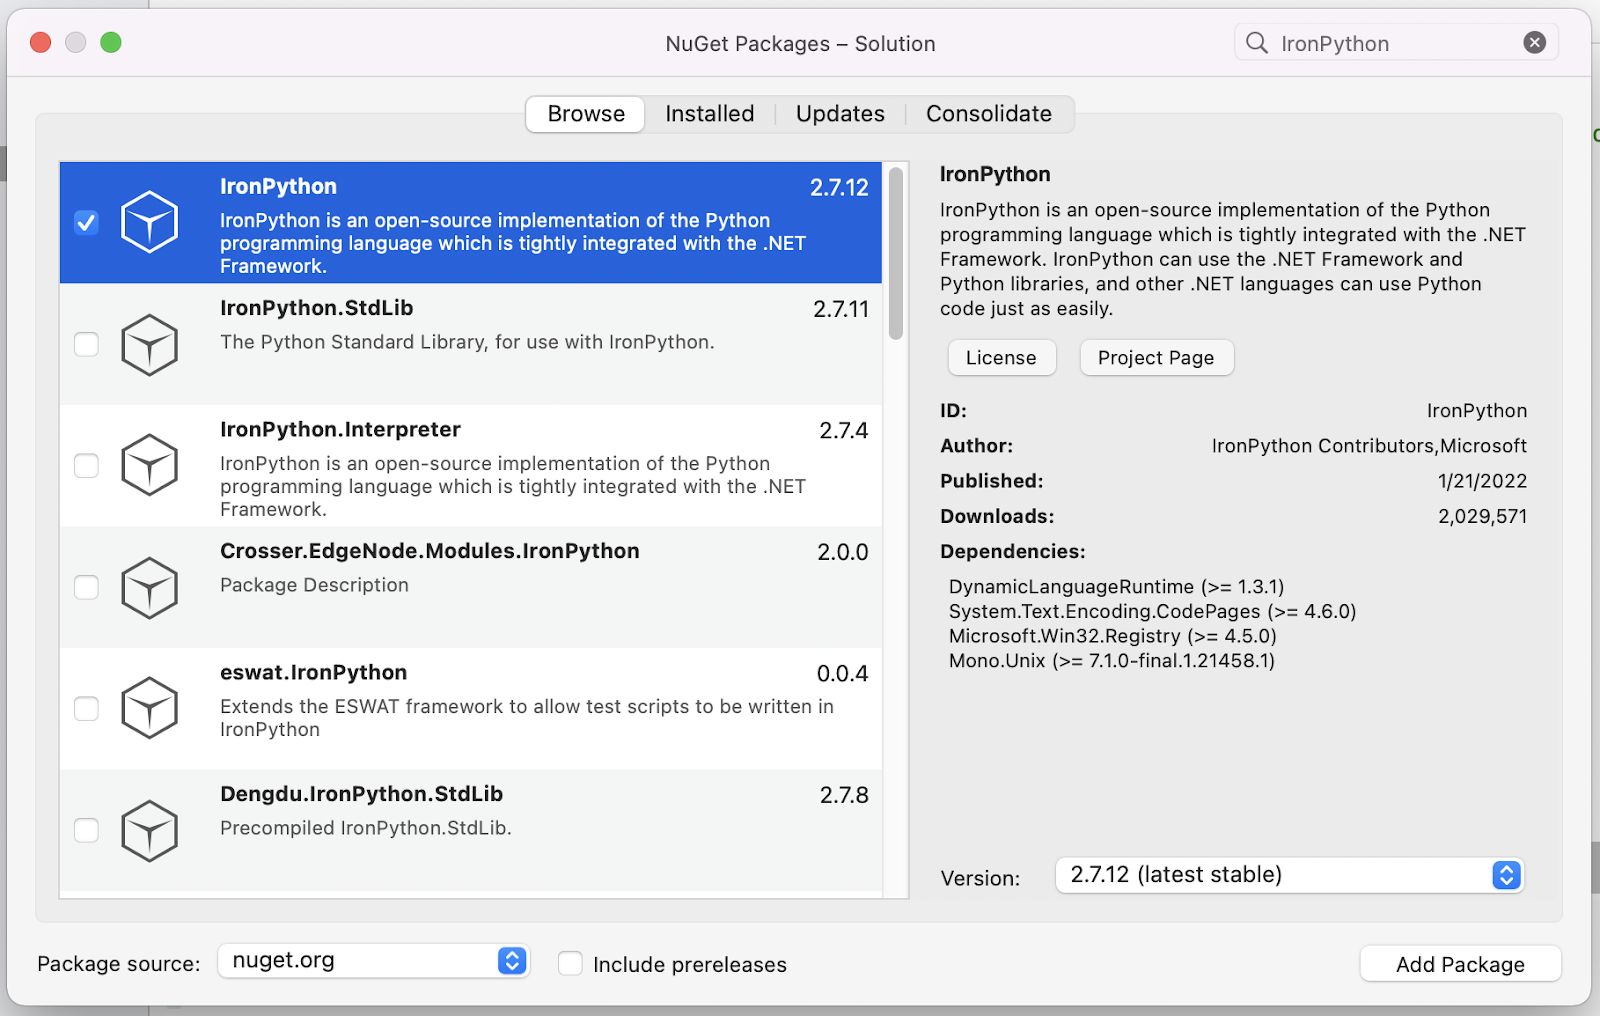 NuGet Packages – Solution
IronPython
Browse
Installed
Updates
Consolidate
IronPython
2.7.12
IronPython is an open-source implementation of the Python
programming language which is tightly integrated with the .NET
Framework.
IronPython.StdLib
2.7.11
The Python Standard Library, for use with IronPython.
IronPython.Interpreter
2.7.4
IronPython is an open-source implementation of the Python
programming language which is tightly integrated with the .NET
Framework.
Crosser.EdgeNode.Modules.IronPython
2.0.0
Package Description
eswat.IronPython
0.0.4
Extends the ESWAT framework to allow test scripts to be written in
IronPython
Dengdu.IronPython.StdLib
2.7.8
Precompiled IronPython.StdLib.
IronPython
IronPython is an open-source implementation of the Python
programming language which is tightly integrated with the .NET
Framework. IronPython can use the .NET Framework and
Python libraries, and other .NET languages can use Python
code just as easily.
License
Project Page
ID:
IronPython
Author:
IronPython Contributors,Microsoft
Published:
1/21/2022
Downloads:
2,029,571
Dependencies:
DynamicLanguageRuntime (>= 1.3.1)
System.Text.Encoding.CodePages (>= 4.6.0)
Microsoft.Win32.Registry (>= 4.5.0)
Mono.Unix (>= 7.1.0-final.1.21458.1)
Version:
2.7.12 (latest stable)
Package source:
nuget.org
Include prereleases
Add Package